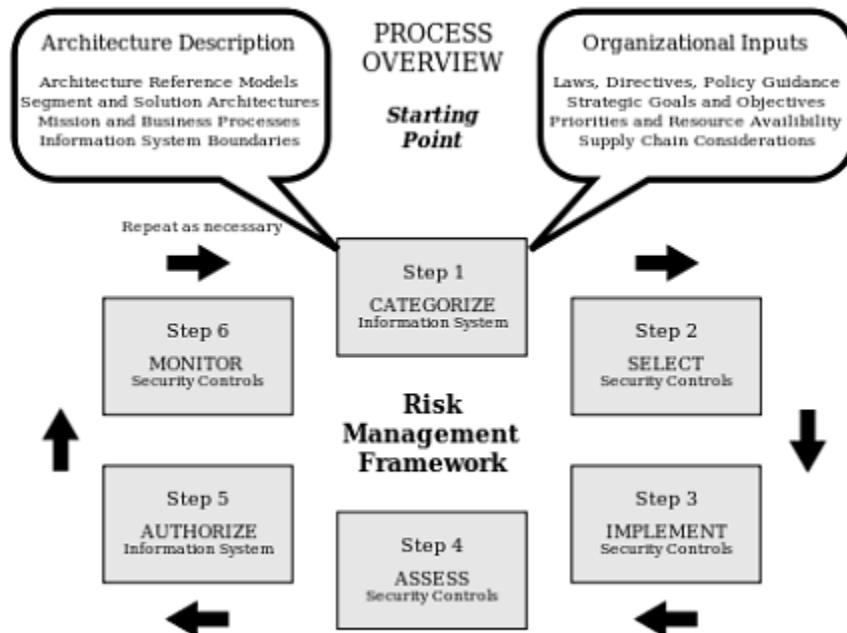 Architecture Description
Architecture Reference Models
Segment and Solution Architectures
Mission and Business Processes
Information System Boundaries
PROCESS
OVERVIEW
Starting
Point
Organizational Inputs
Laws, Directives, Policy Guidance
Strategic Goals and Objectives
Priorities and Resource Availibility
Supply Chain Considerations
Repeat as necessary
Step 1
CATEGORIZE
Information System
Step 2
SELECT
Security Controls
Step 3
IMPLEMENT
Security Controls
Step 4
ASSESS
Security Controls
Step 5
AUTHORIZE
Information System
Step 6
MONITOR
Security Controls
Risk
Management
Framework